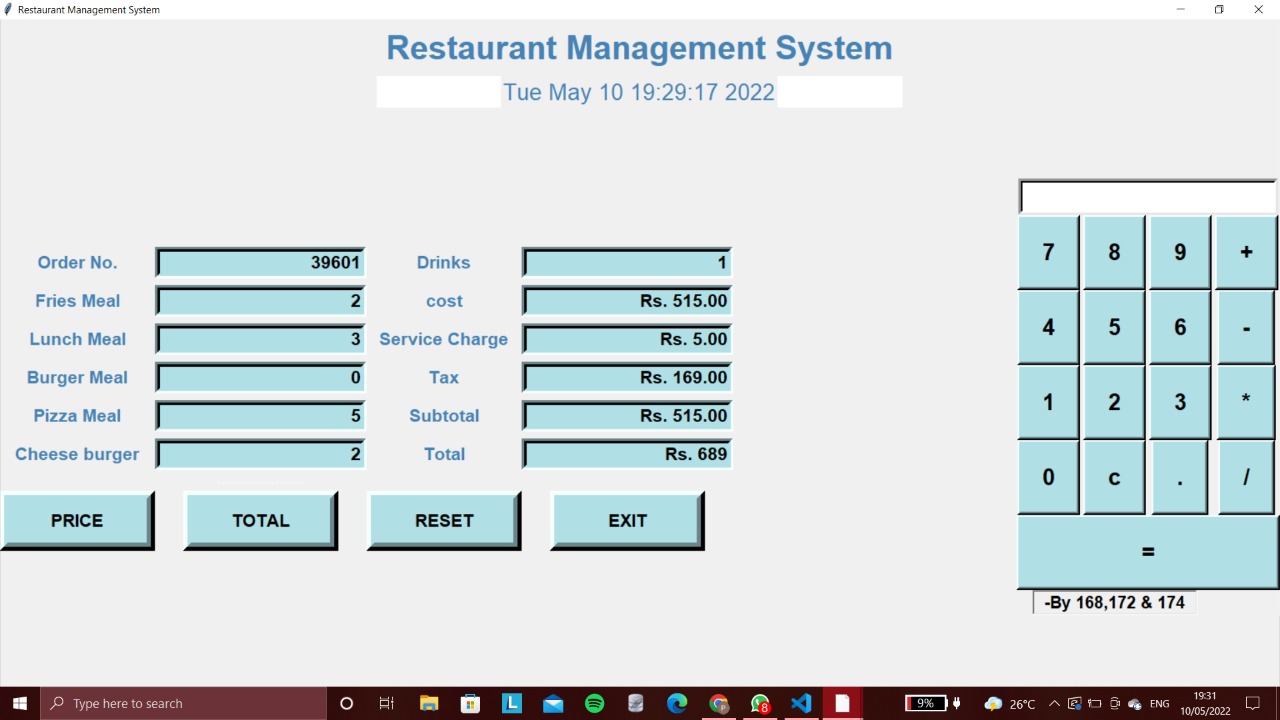 Restaurant Management System
Restaurant Management System
Tue May 10 19:29:17 2022
Order No. 39601 Drinks 1
Fries Meal 2 cost Rs. 515.00
Lunch Meal 3 Service Charge Rs. 5.00
Burger Meal 0 Tax Rs. 169.00
Pizza Meal 5 Subtotal Rs. 515.00
Cheese burger 2 Total Rs. 689
PRICE TOTAL RESET EXIT
7 8 9 +
4 5 6 -
1 2 3 *
0 c . /
=
-By 168,172 & 174
Type here to search
L
8
9%
26°C
ENG
19:31
10/05/2022